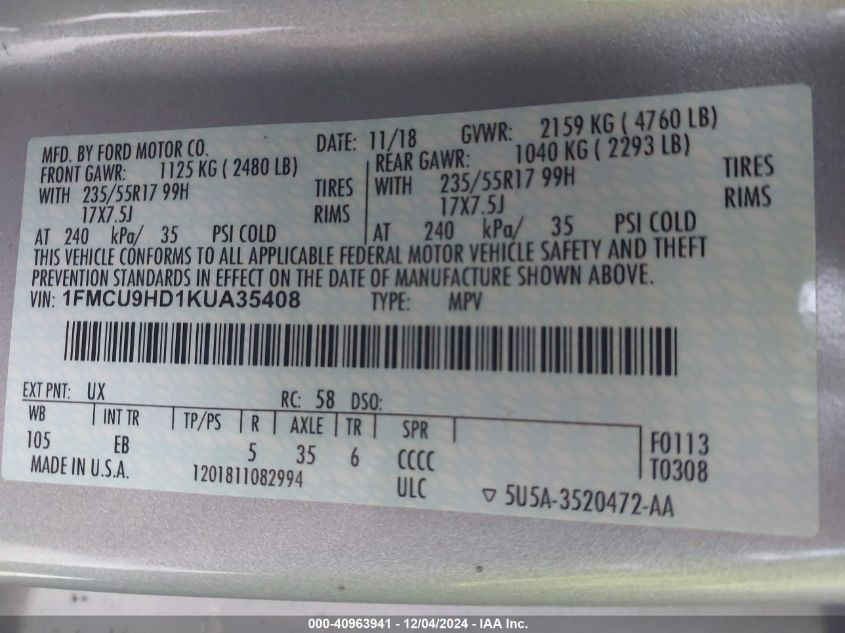 MFD. BY FORD MOTOR CO. DATE: 11/18 GVWR: 2159 KG ( 4760 LB)
FRONT GAWR: 1125 KG ( 2480 LB) REAR GAWR: 1040 KG ( 2293 LB)
WITH 235/55R17 99H TIRES WITH 235/55R17 99H TIRES
17X7.5J RIMS 17X7.5J RIMS
AT 240 kPa/ 35 PSI COLD AT 240 kPa/ 35 PSI COLD
THIS VEHICLE CONFORMS TO ALL APPLICABLE FEDERAL MOTOR VEHICLE SAFETY AND THEFT
PREVENTION STANDARDS IN EFFECT ON THE DATE OF MANUFACTURE SHOWN ABOVE.
VIN: 1FMCU9HD1KUA35408 TYPE: MPV
EXT PNT: UX RC: 58 DSO:
WB INT TR TP/PS R AXLE TR SPR
105 EB 5 35 6 CCCC F0113
MADE IN U.S.A. 1201811082994 ULC T0308
▽ 5U5A-3520472-AA
000-40963941 - 12/04/2024 - IAA Inc.